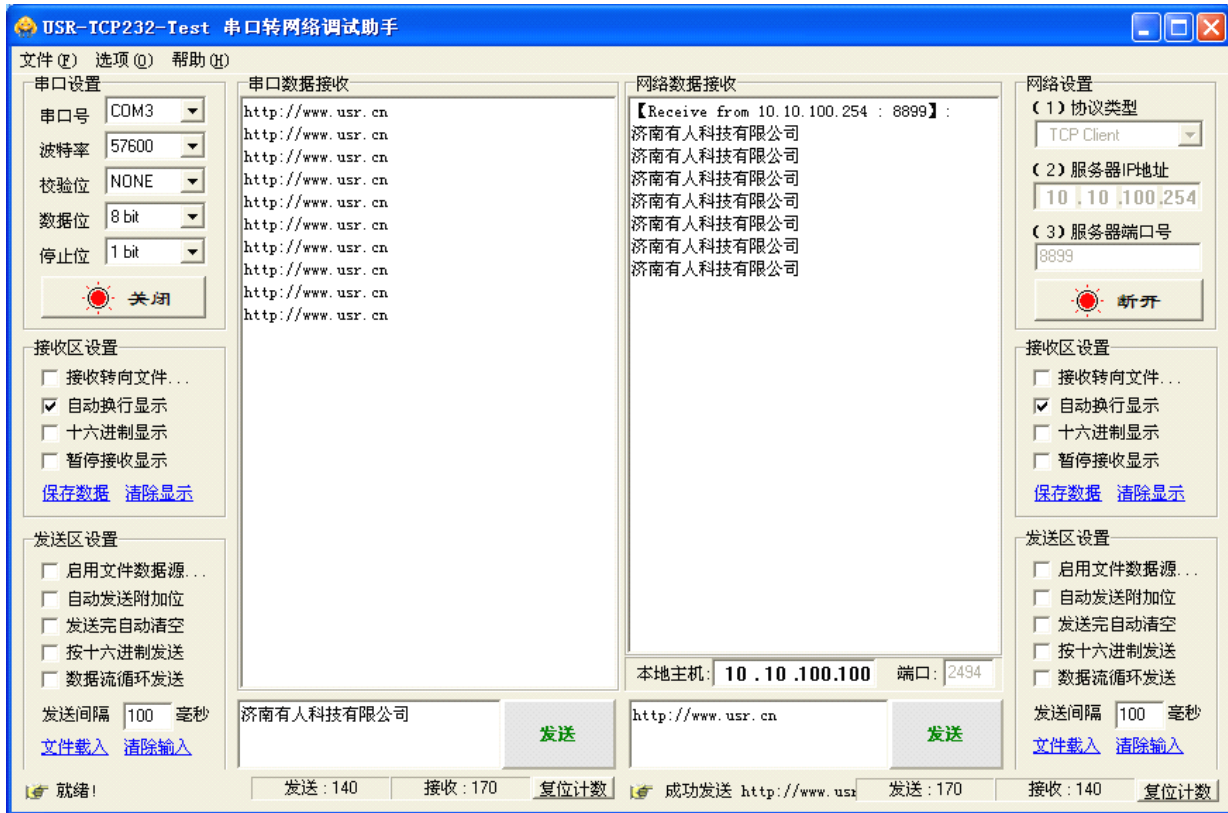 USR-TCP232-Test 串口转网络调试助手
文件(F) 选项(O) 帮助(H)
串口设置
串口号 COM3
波特率 57600
校验位 NONE
数据位 8 bit
停止位 1 bit
关闭
接收区设置
接收转向文件...
自动换行显示
十六进制显示
暂停接收显示
保存数据 清除显示
发送区设置
启用文件数据源...
自动发送附加位
发送完自动清空
按十六进制发送
数据流循环发送
发送间隔 100 毫秒
文件载入 清除输入
串口数据接收
http://www.usr.cn
http://www.usr.cn
http://www.usr.cn
http://www.usr.cn
http://www.usr.cn
http://www.usr.cn
http://www.usr.cn
http://www.usr.cn
http://www.usr.cn
http://www.usr.cn
济南有人科技有限公司
发送
网络数据接收
【Receive from 10.10.100.254 : 8899】:
济南有人科技有限公司
济南有人科技有限公司
济南有人科技有限公司
济南有人科技有限公司
济南有人科技有限公司
济南有人科技有限公司
济南有人科技有限公司
本地主机: 10 .10 .100.100 端口: 2494
http://www.usr.cn
发送
网络设置
(1)协议类型
TCP Client
(2)服务器IP地址
10 .10 .100.254
(3)服务器端口号
8899
断开
接收区设置
接收转向文件...
自动换行显示
十六进制显示
暂停接收显示
保存数据 清除显示
发送区设置
启用文件数据源...
自动发送附加位
发送完自动清空
按十六进制发送
数据流循环发送
发送间隔 100 毫秒
文件载入 清除输入
就绪! 发送:140 接收:170 复位计数 成功发送 http://www.usr 发送:170 接收:140 复位计数